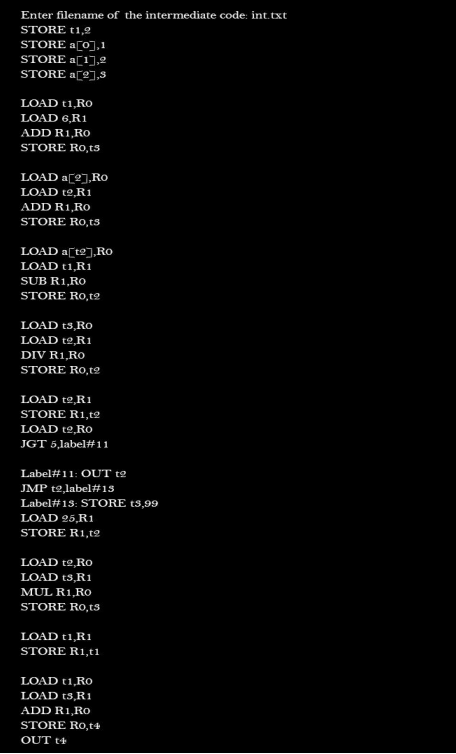 Enter filename of the intermediate code: int.txt
STORE t1,2
STORE a[0],1
STORE a[1],2
STORE a[2],3
LOAD t1,R0
LOAD 6,R1
ADD R1,R0
STORE R0,t3
LOAD a[2],R0
LOAD t2,R1
ADD R1,R0
STORE R0,t3
LOAD a[t2],R0
LOAD t1,R1
SUB R1,R0
STORE R0,t2
LOAD t3,R0
LOAD t2,R1
DIV R1,R0
STORE R0,t2
LOAD t2,R1
STORE R1,t2
LOAD t2,R0
JGT 5,label#11
Label#11: OUT t2
JMP t2,label#13
Label#13: STORE t3,99
LOAD 25,R1
STORE R1,t2
LOAD t2,R0
LOAD t3,R1
MUL R1,R0
STORE R0,t3
LOAD t1,R1
STORE R1,t1
LOAD t1,R0
LOAD t3,R1
ADD R1,R0
STORE R0,t4
OUT t4